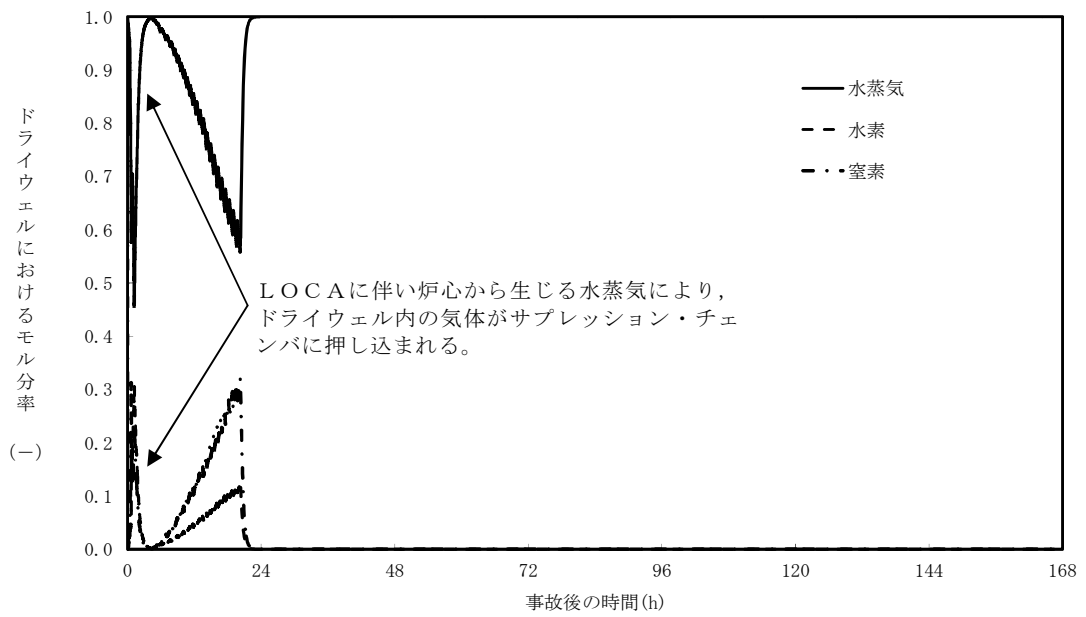 ドライウェルにおけるモル分率 (－)
1.0
0.9
0.8
0.7
0.6
0.5
0.4
0.3
0.2
0.1
0.0
水蒸気
水素
窒素
ＬＯＣＡに伴い炉心から生じる水蒸気により，
ドライウェル内の気体がサプレッション・チェ
ンバに押し込まれる。
0 24 48 72 96 120 144 168
事故後の時間(h)